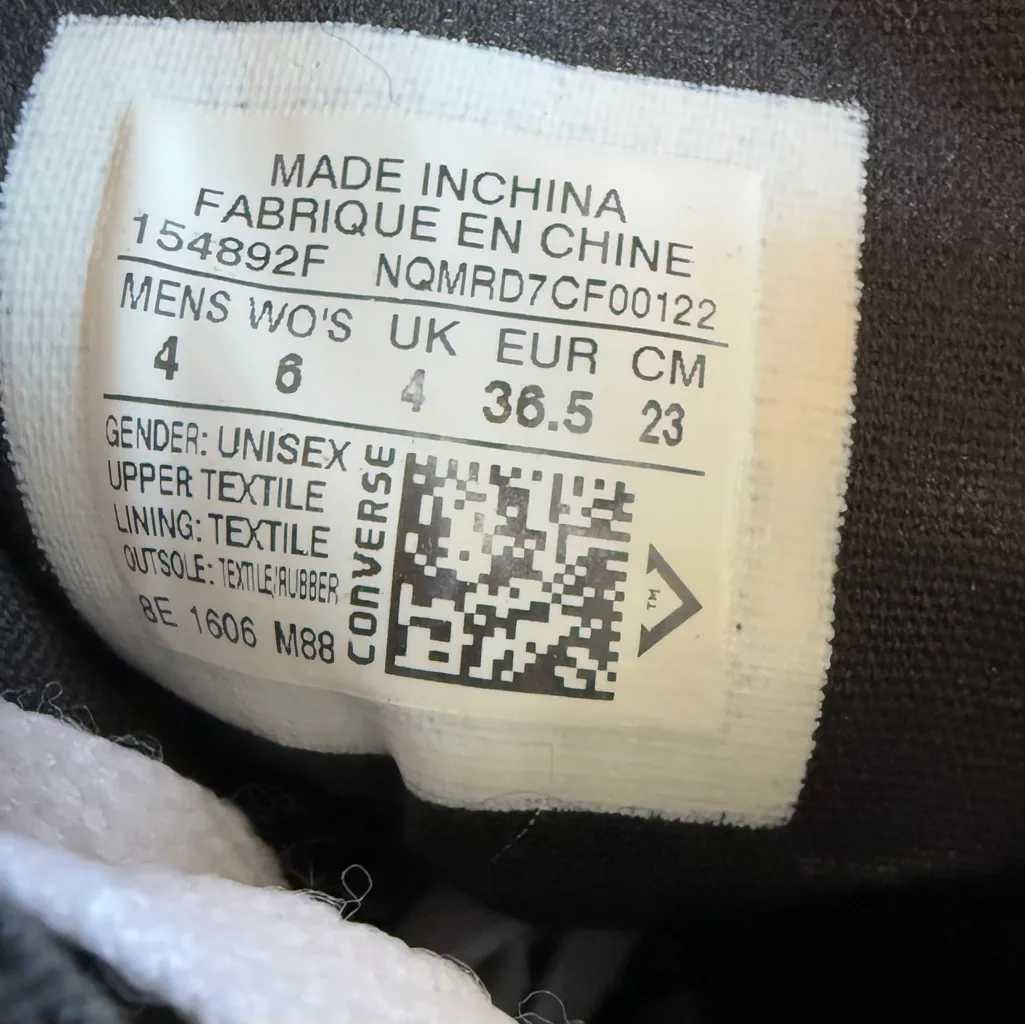 MADE INCHINA
FABRIQUE EN CHINE
154892F NQMRD7CF00122
MENS WO'S UK EUR CM
4 6 4 36.5 23
GENDER: UNISEX
UPPER TEXTILE
LINING: TEXTILE
OUTSOLE: TEXTILE/RUBBER
8E 1606 M88
CONVERSE
TM